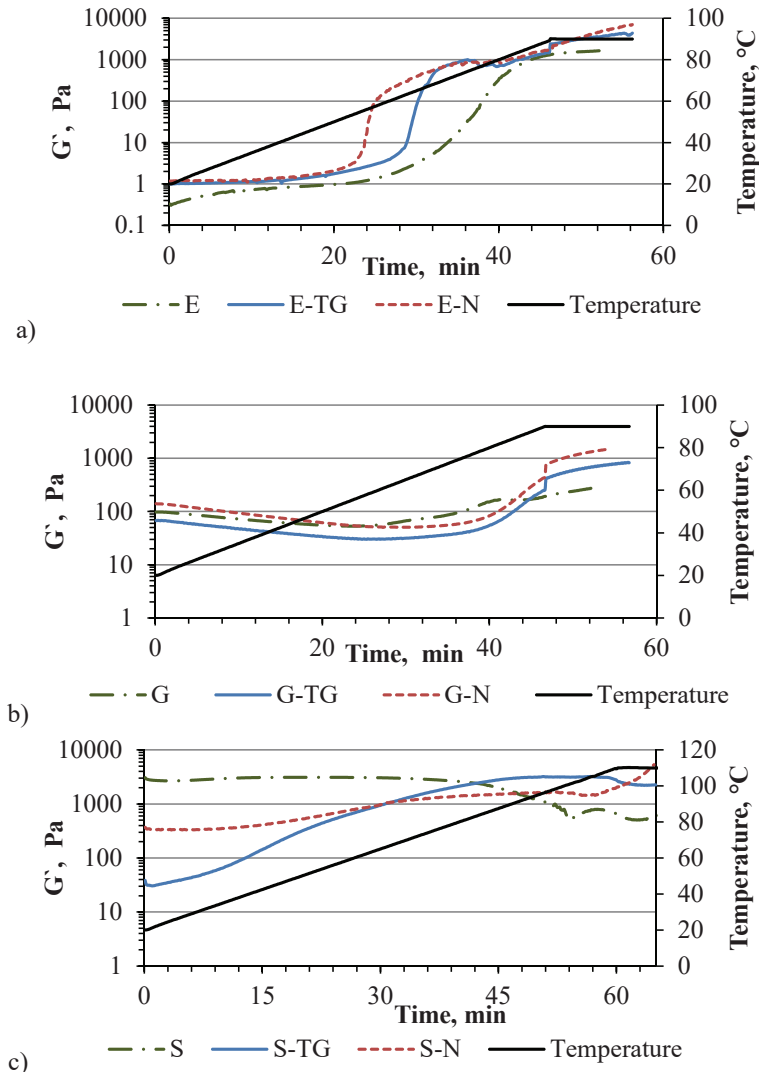 10000
1000
100
10
1
0.1
G`, Pa
100
80
60
40
20
0
Temperature, °C
0 20 40 60
Time, min
E E-TG E-N Temperature
a)
10000
1000
100
10
1
G`, Pa
100
80
60
40
20
0
Temperature, °C
0 20 40 60
Time, min
G G-TG G-N Temperature
b)
10000
1000
100
10
1
G`, Pa
120
100
80
60
40
20
0
Temperature, °C
0 15 30 45 60
Time, min
S S-TG S-N Temperature
c)